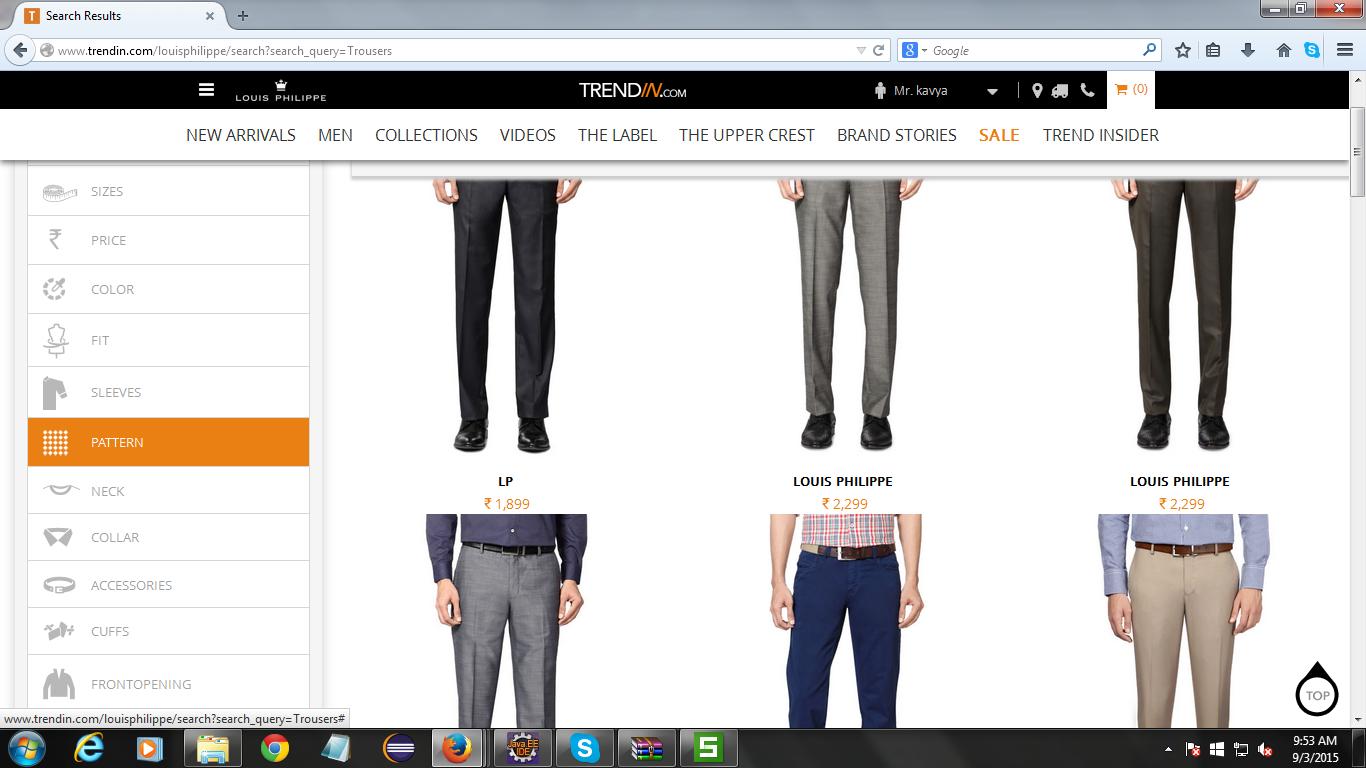 T Search Results
www.trendin.com/louisphilippe/search?search_query=Trousers
Google
LOUIS PHILIPPE
TRENDIN.COM
Mr. kavya
(0)
NEW ARRIVALS MEN COLLECTIONS VIDEOS THE LABEL THE UPPER CREST BRAND STORIES SALE TREND INSIDER
SIZES
PRICE
COLOR
FIT
SLEEVES
PATTERN
NECK
COLLAR
ACCESSORIES
CUFFS
FRONTOPENING
LP
₹ 1,899
LOUIS PHILIPPE
₹ 2,299
LOUIS PHILIPPE
₹ 2,299
TOP
www.trendin.com/louisphilippe/search?search_query=Trousers#
Java EE
IDE
9:53 AM
9/3/2015